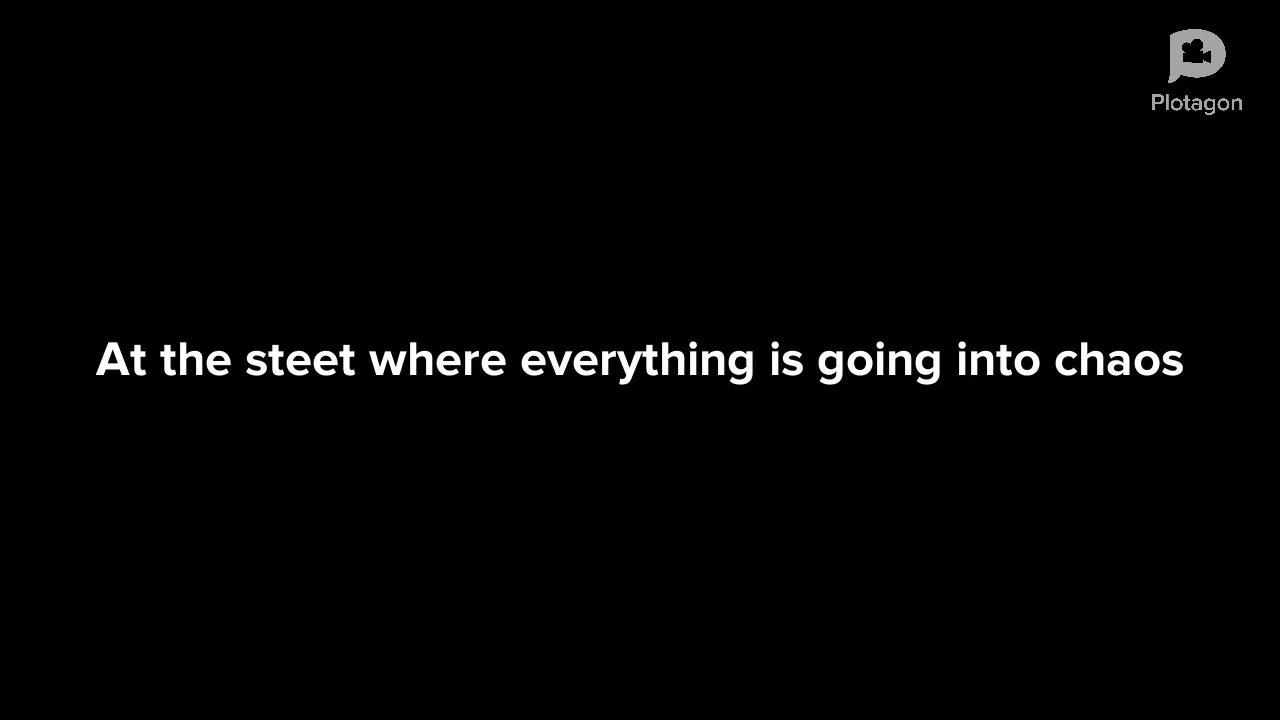 Plotagon
At the steet where everything is going into chaos